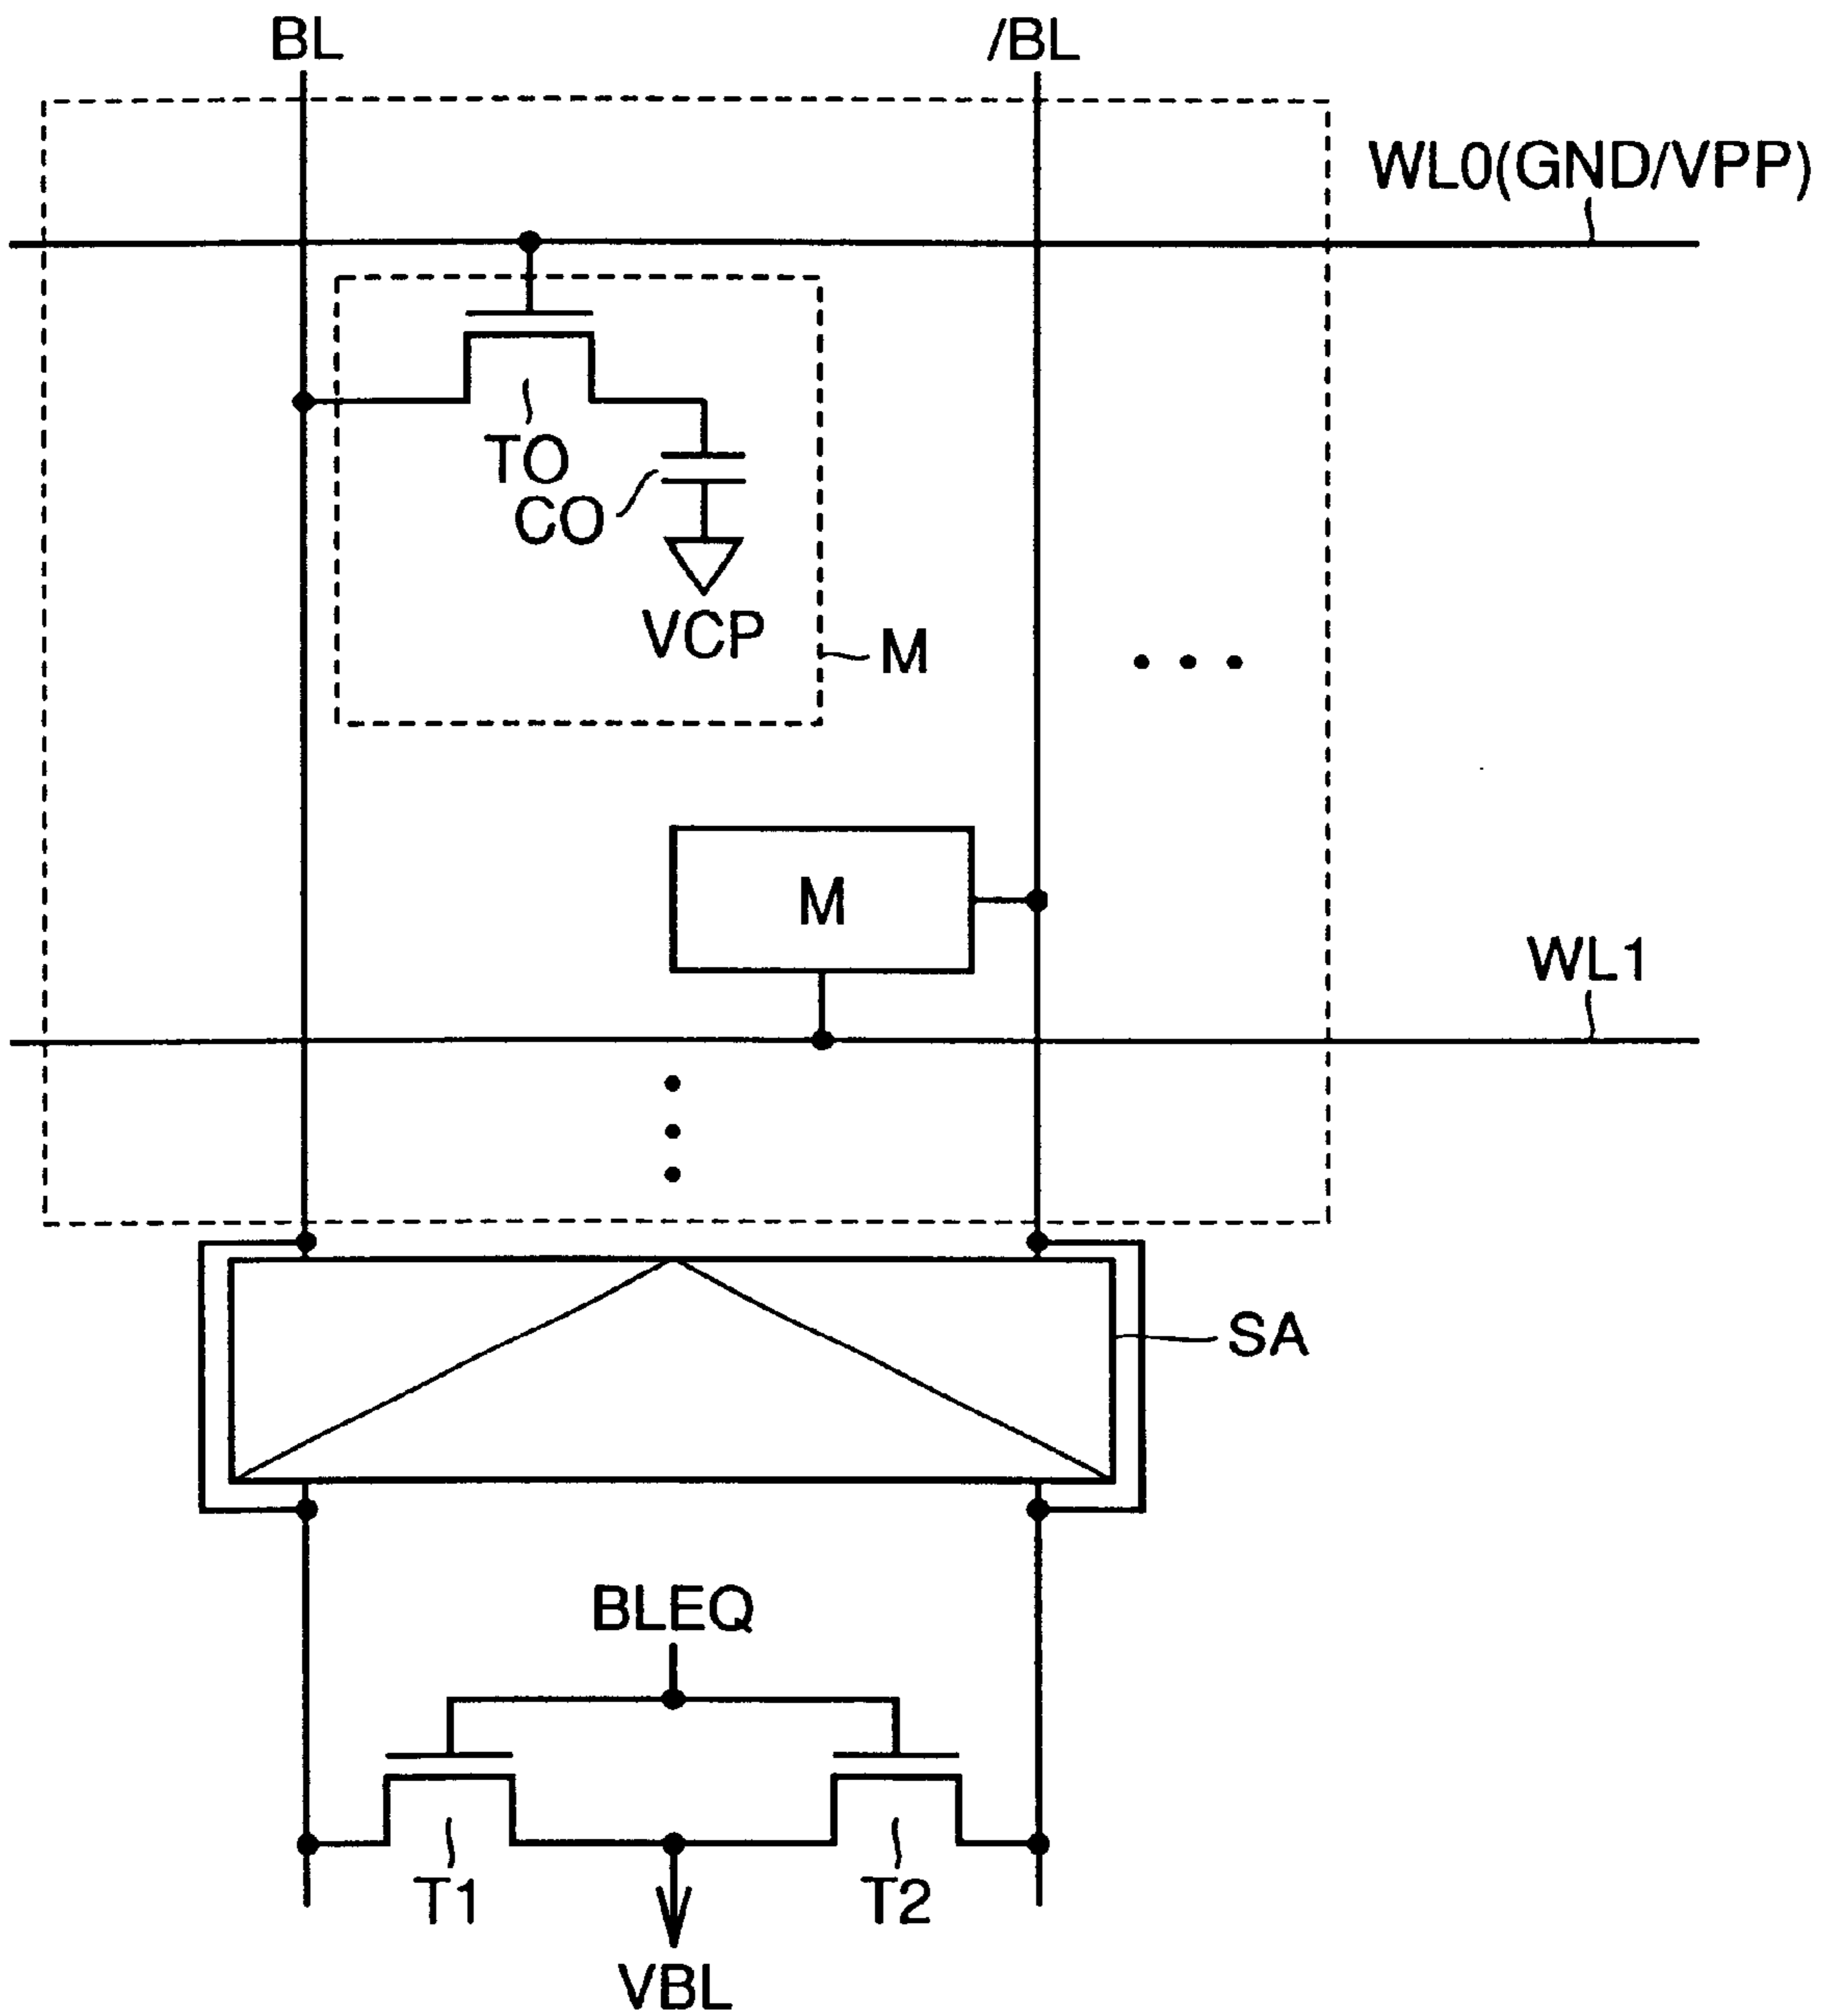 BL
/BL
WL0(GND/VPP)
TO
CO
VCP
M
M
WL1
SA
BLEQ
T1
T2
VBL